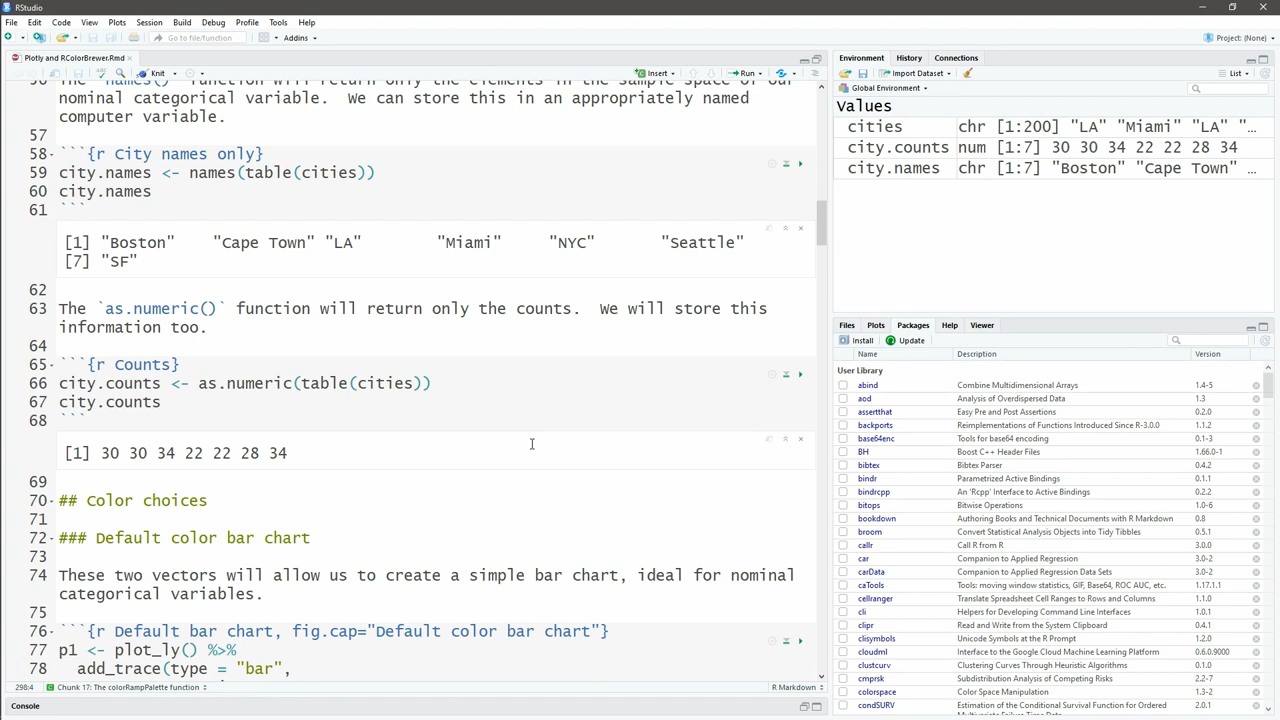 RStudio
File Edit Code View Plots Session Build Debug Profile Tools Help
Go to file/function Addins Project: (None)
Plotly and RColorBrewer.Rmd
Knit Insert Run
nominal categorical variable.  We can store this in an appropriately named
computer variable.
57
58 ```{r City names only}
59 city.names <- names(table(cities))
60 city.names
61 ```
[1] "Boston"    "Cape Town" "LA"        "Miami"     "NYC"       "Seattle"
[7] "SF"
62
63 The `as.numeric()` function will return only the counts.  We will store this
information too.
64
65 ```{r Counts}
66 city.counts <- as.numeric(table(cities))
67 city.counts
68 ```
[1] 30 30 34 22 22 28 34
69
70 ## Color choices
71
72 ### Default color bar chart
73
74 These two vectors will allow us to create a simple bar chart, ideal for nominal
categorical variables.
75
76 ```{r Default bar chart, fig.cap="Default color bar chart"}
77 p1 <- plot_ly() %>%
78 add_trace(type = "bar",
298:4 Chunk 17: The colorRampPalette function R Markdown
Console
Environment History Connections
Import Dataset List
Global Environment
Values
cities chr [1:200] "LA" "Miami" "LA" "…
city.counts num [1:7] 30 30 34 22 22 28 34
city.names chr [1:7] "Boston" "Cape Town" …
Files Plots Packages Help Viewer
Install Update
Name Description Version
User Library
abind Combine Multidimensional Arrays 1.4-5
aod Analysis of Overdispersed Data 1.3
assertthat Easy Pre and Post Assertions 0.2.0
backports Reimplementations of Functions Introduced Since R-3.0.0 1.1.2
base64enc Tools for base64 encoding 0.1-3
BH Boost C++ Header Files 1.66.0-1
bibtex Bibtex Parser 0.4.2
bindr Parametrized Active Bindings 0.1.1
bindrcpp An 'Rcpp' Interface to Active Bindings 0.2.2
bitops Bitwise Operations 1.0-6
bookdown Authoring Books and Technical Documents with R Markdown 0.8
broom Convert Statistical Analysis Objects into Tidy Tibbles 0.5.1
callr Call R from R 3.0.0
car Companion to Applied Regression 3.0-2
carData Companion to Applied Regression Data Sets 3.0-2
caTools Tools: moving window statistics, GIF, Base64, ROC AUC, etc. 1.17.1.1
cellranger Translate Spreadsheet Cell Ranges to Rows and Columns 1.1.0
cli Helpers for Developing Command Line Interfaces 1.0.1
clipr Read and Write from the System Clipboard 0.4.1
clisymbols Unicode Symbols at the R Prompt 1.2.0
cloudml Interface to the Google Cloud Machine Learning Platform 0.6.0.9000
clustcurv Clustering Curves Through Heuristic Algorithms 0.1.0
cmprsk Subdistribution Analysis of Competing Risks 2.2-7
colorspace Color Space Manipulation 1.3-2
condSURV Estimation of the Conditional Survival Function for Ordered 2.0.1